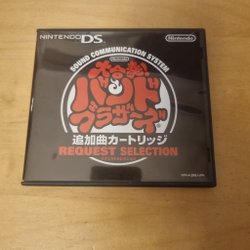 NINTENDO DS
Nintendo
SOUND COMMUNICATION SYSTEM
Nintendo
大合奏!
バンド
ブラザーズ
追加曲カートリッジ
REQUEST SELECTION